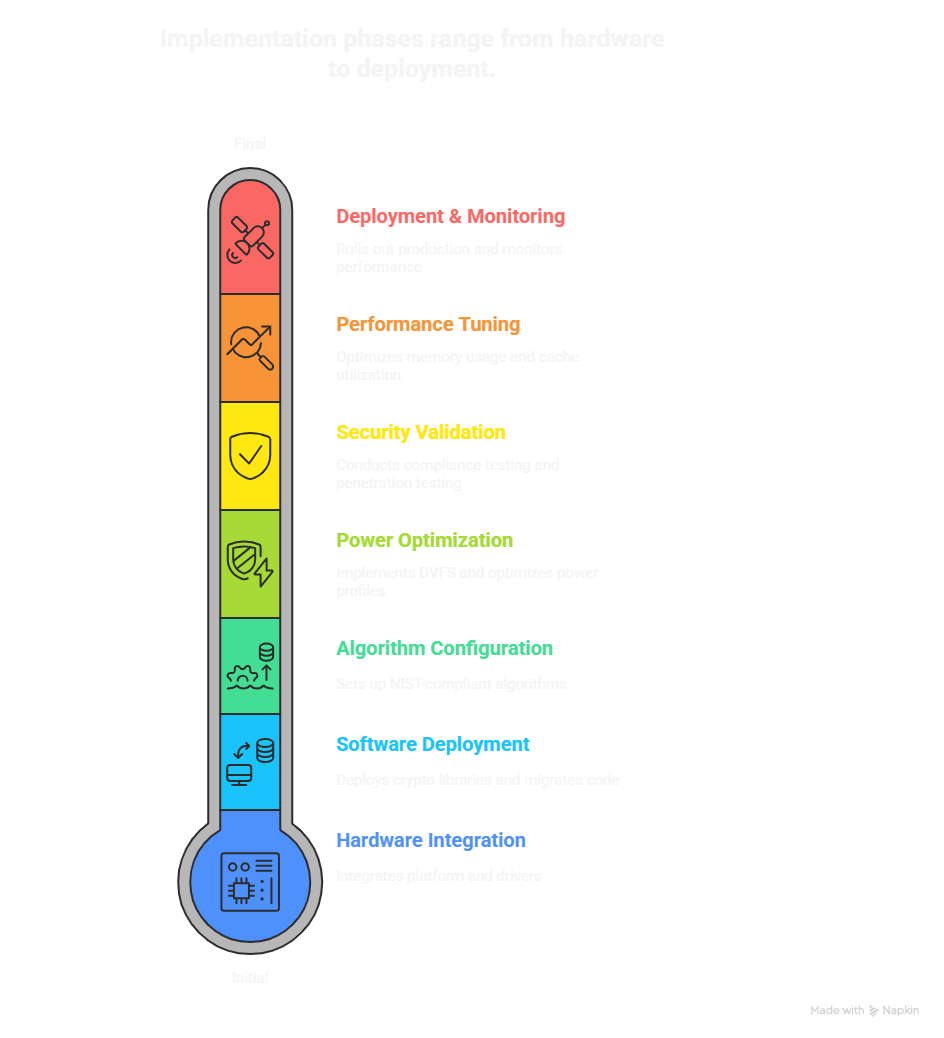 Implementation phases range from hardware
to deployment.
Final
Deployment & Monitoring
Rolls out production and monitors
performance
Performance Tuning
Optimizes memory usage and cache
utilization
Security Validation
Conducts compliance testing and
penetration testing
Power Optimization
Implements DVFS and optimizes power
profiles
Algorithm Configuration
Sets up NIST-compliant algorithms
Software Deployment
Deploys crypto libraries and migrates code
Hardware Integration
Integrates platform and drivers
Initial
Made with Napkin